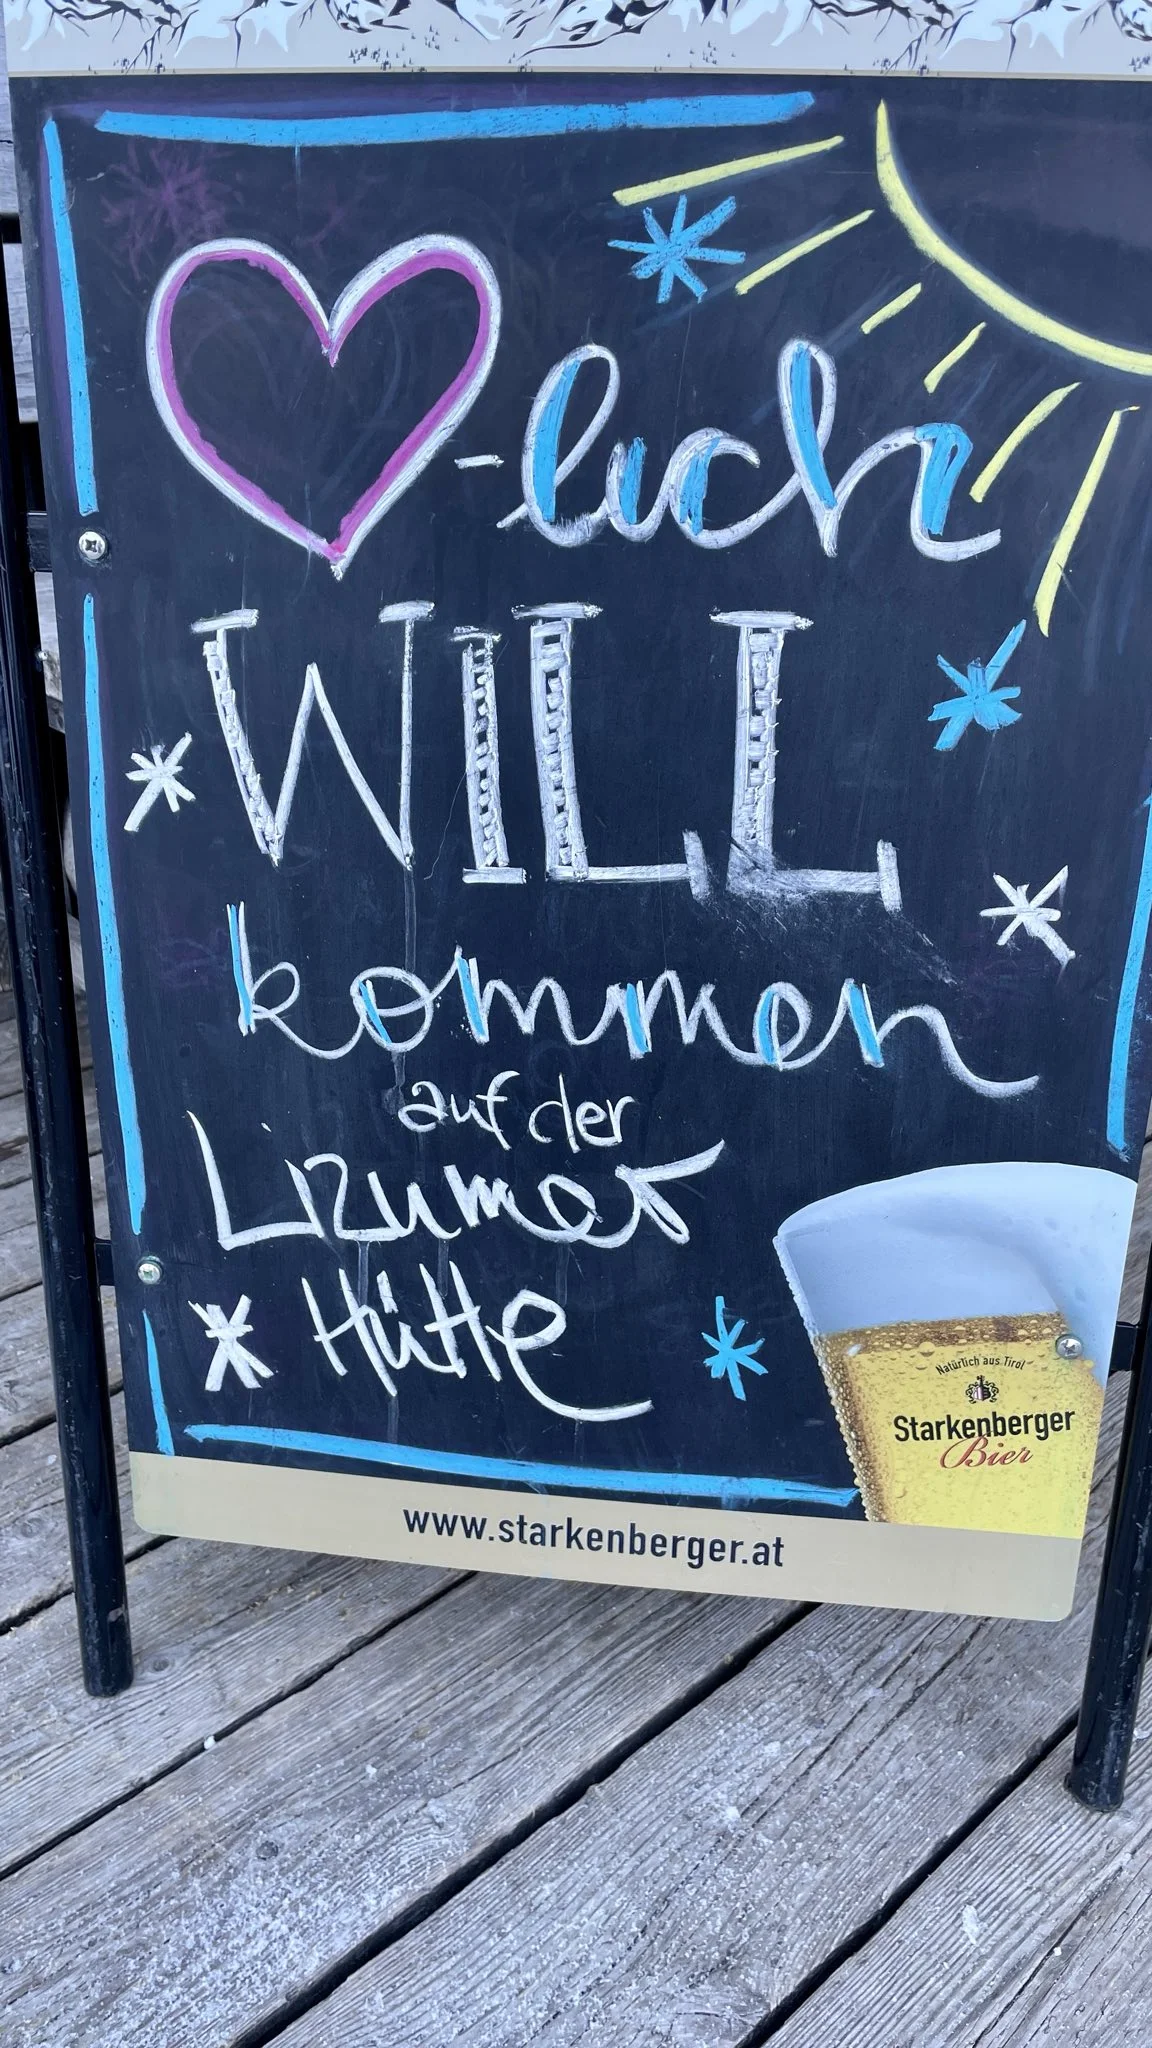 -lich
WILL
kommen
auf der
Lizumer
Hütte
Natürlich aus Tirol
Starkenberger
Bier
www.starkenberger.at